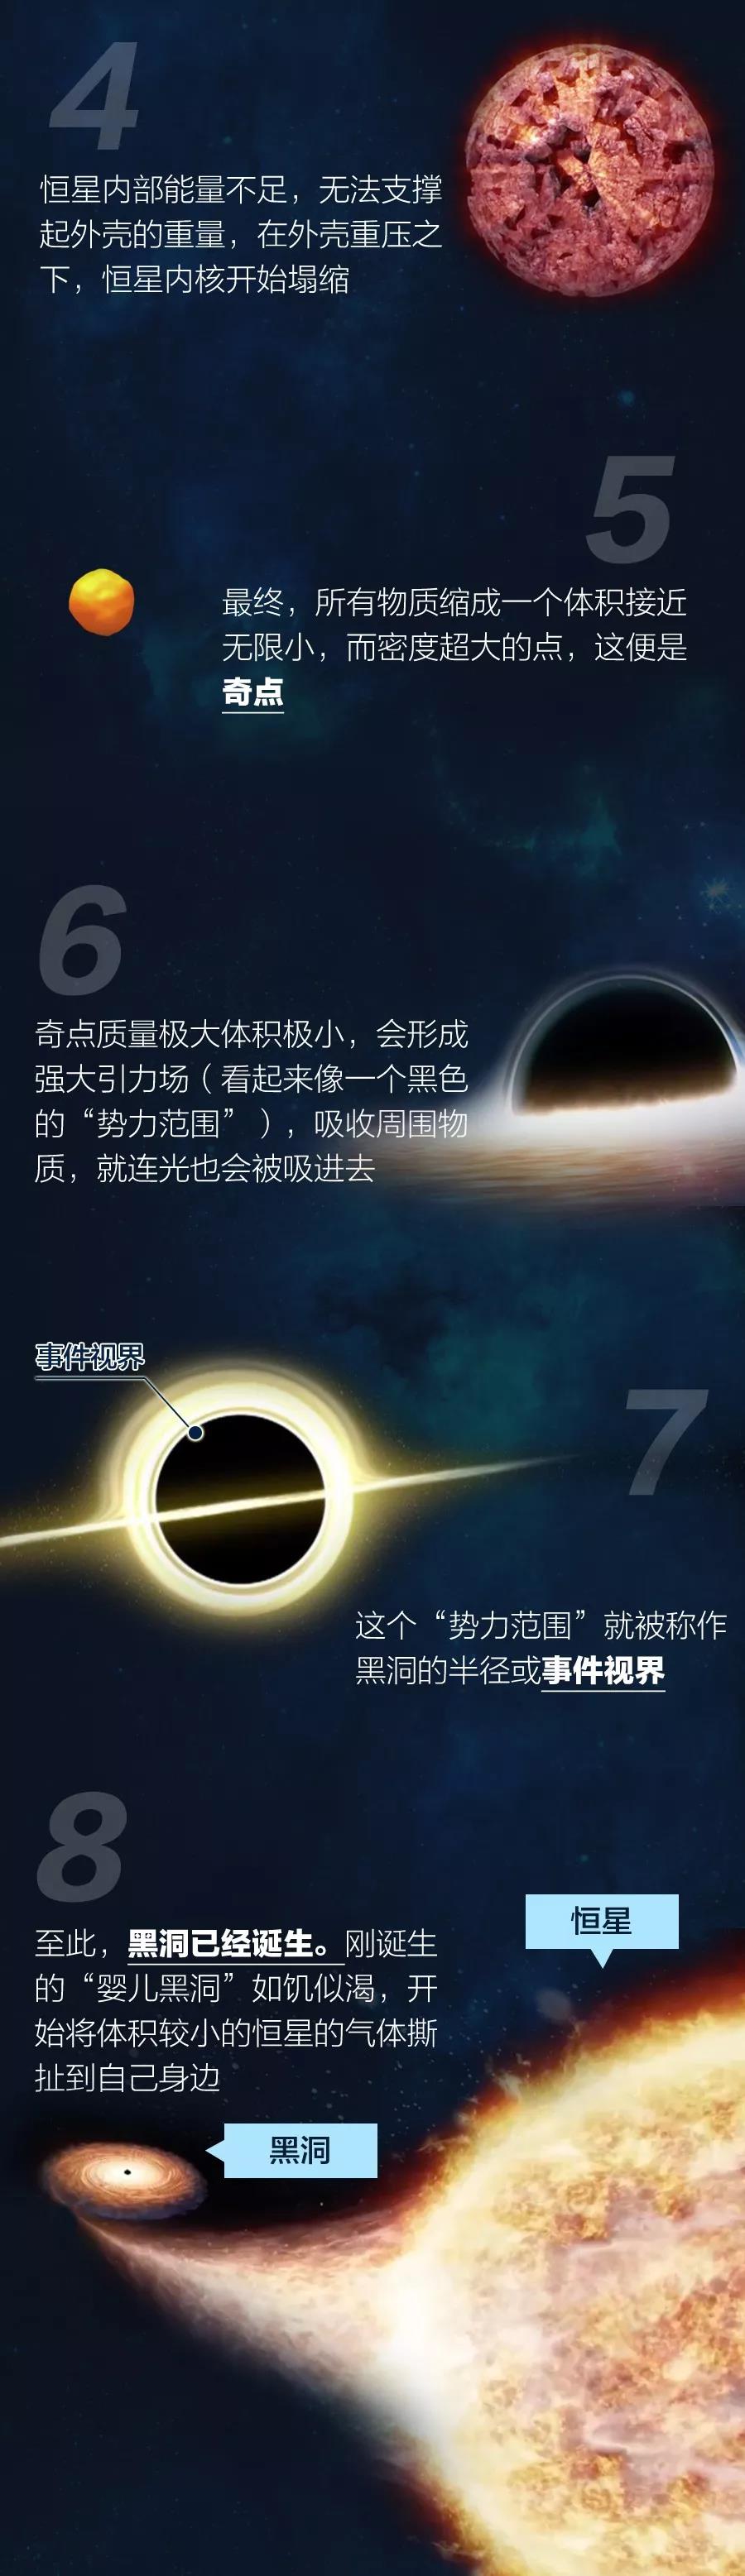 4
恒星内部能量不足，无法支撑
起外壳的重量，在外壳重压之
下，恒星内核开始塌缩
5
最终，所有物质缩成一个体积接近
无限小，而密度超大的点，这便是
奇点
6
奇点质量极大体积极小，会形成
强大引力场（看起来像一个黑色
的“势力范围”），吸收周围物
质，就连光也会被吸进去
事件视界
7
这个“势力范围”就被称作
黑洞的半径或事件视界
8
至此，黑洞已经诞生。刚诞生
的“婴儿黑洞”如饥似渴，开
始将体积较小的恒星的气体撕
扯到自己身边
恒星
黑洞